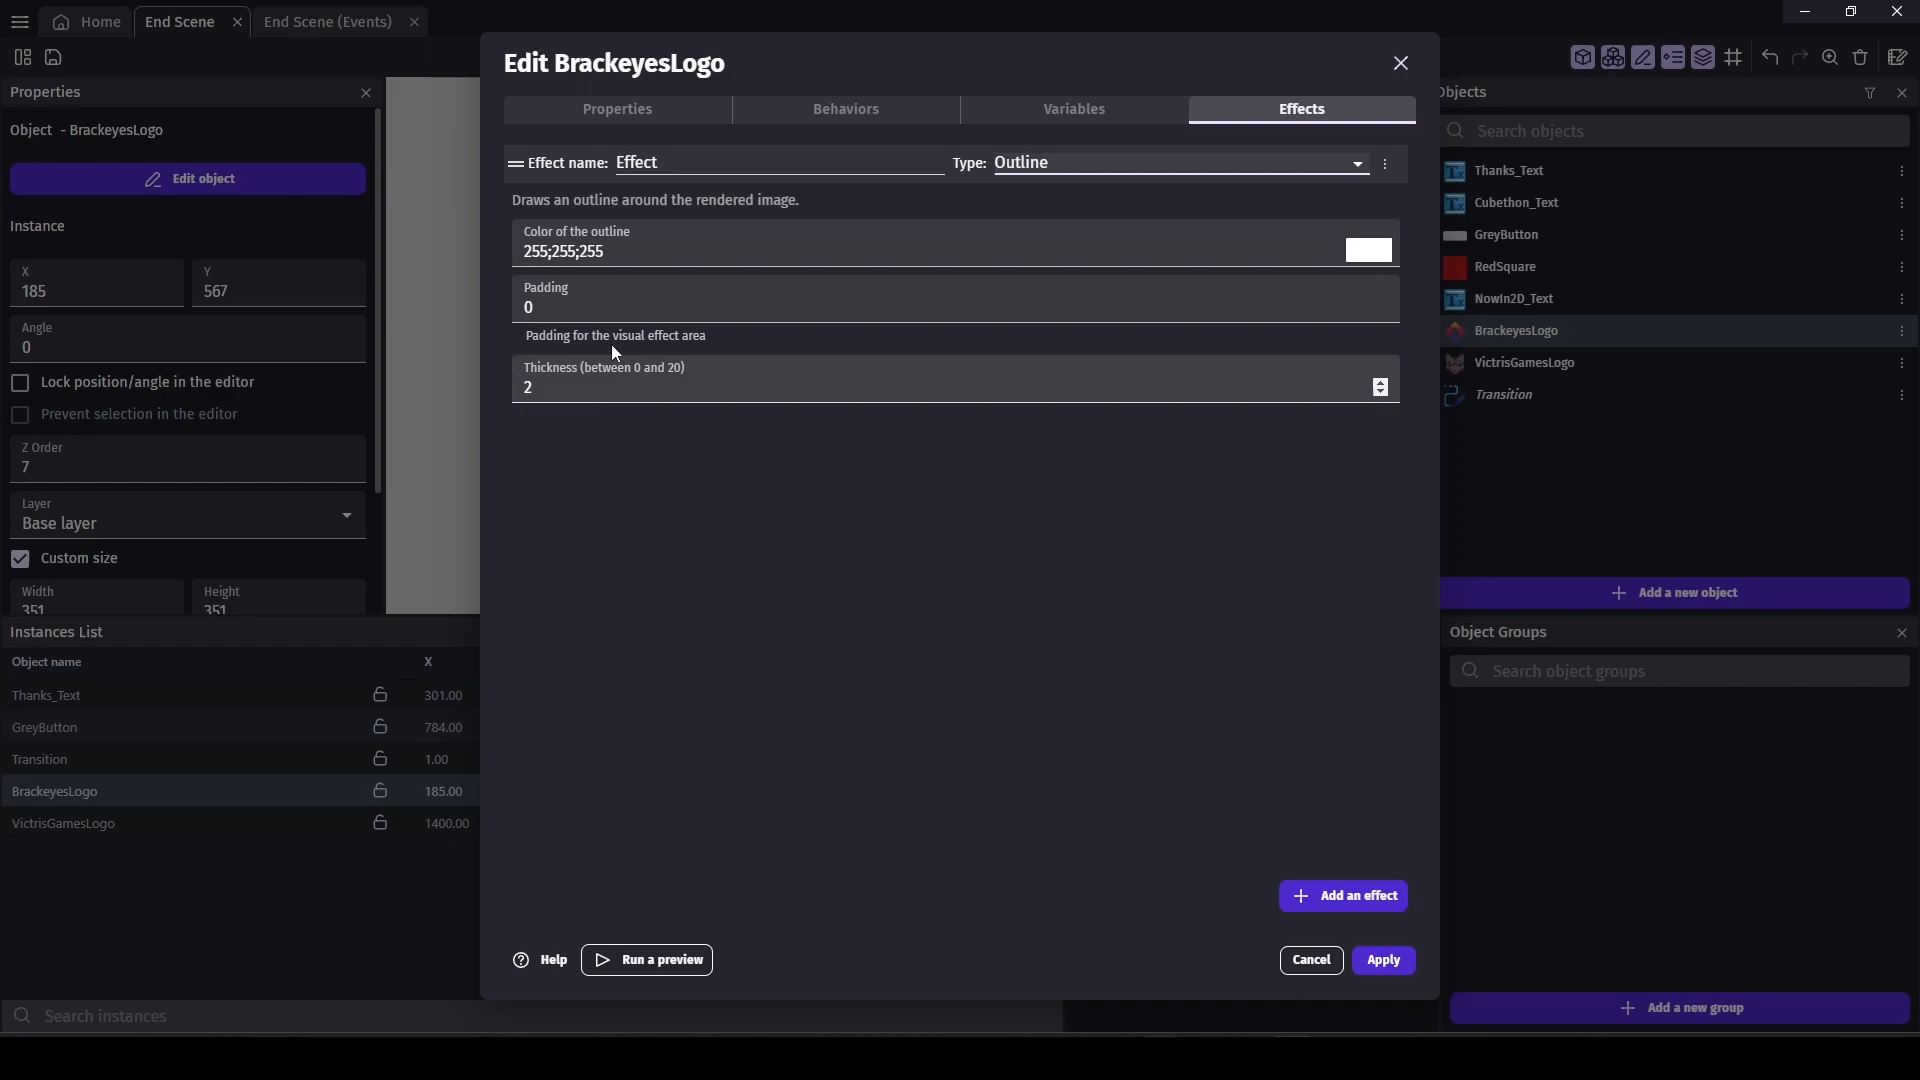 Home
End Scene
End Scene (Events)
Properties
Object - BrackeyesLogo
Edit object
Instance
X
185
Y
567
Angle
0
Lock position/angle in the editor
Prevent selection in the editor
Z Order
7
Layer
Base layer
Custom size
Width
351
Height
351
Instances List
Object name
X
Thanks_Text
301.00
GreyButton
784.00
Transition
1.00
BrackeyesLogo
185.00
VictrisGamesLogo
1400.00
Search instances
Edit BrackeyesLogo
Properties
Behaviors
Variables
Effects
Effect name: Effect
Type: Outline
Draws an outline around the rendered image.
Color of the outline
255;255;255
Padding
0
Padding for the visual effect area
Thickness (between 0 and 20)
2
Add an effect
Help
Run a preview
Cancel
Apply
Objects
Search objects
Thanks_Text
Cubethon_Text
GreyButton
RedSquare
NowIn2D_Text
BrackeyesLogo
VictrisGamesLogo
Transition
Add a new object
Object Groups
Search object groups
Add a new group